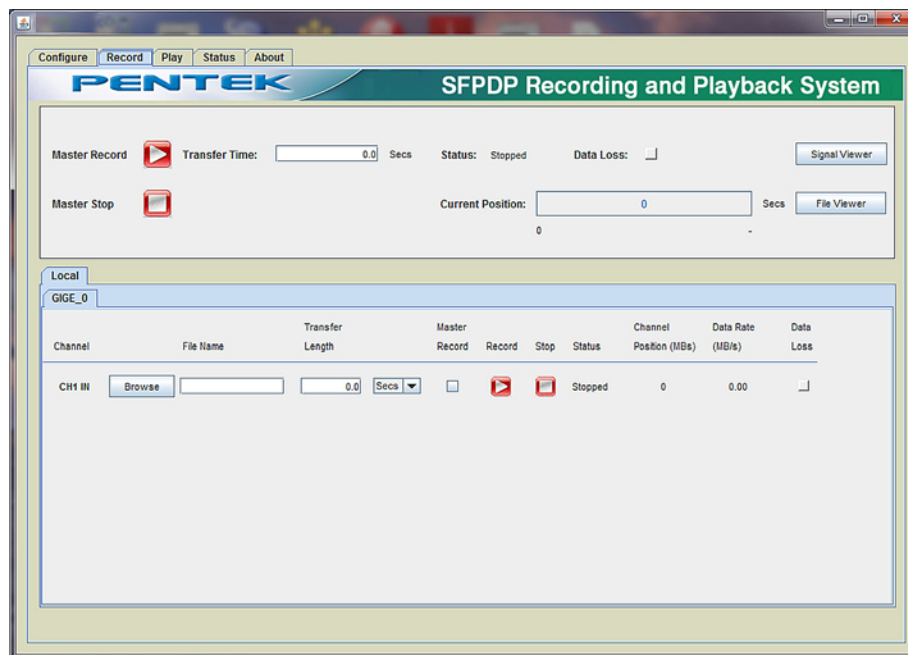 Configure Record Play Status About
PENTEK SFPDP Recording and Playback System
Master Record Transfer Time: 0.0 Secs Status: Stopped Data Loss: Signal Viewer
Master Stop Current Position: 0 Secs File Viewer
0 -
Local
GIGE_0
Transfer Master Channel Data Rate Data
Channel File Name Length Record Record Stop Status Position (MBs) (MB/s) Loss
CH1 IN Browse 0.0 Secs Stopped 0 0.00